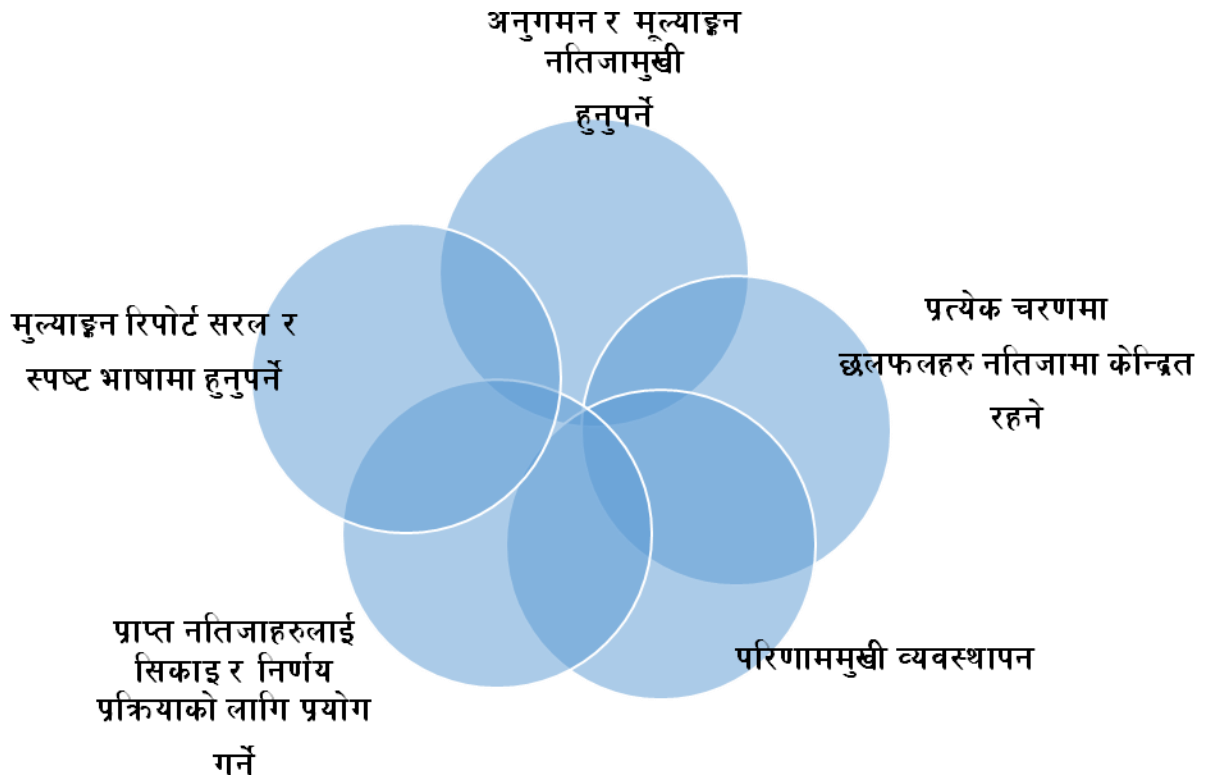 अनुगमन र मूल्याङ्कन
नतिजामुखी
हुनुपर्ने
प्रत्येक चरणमा
छलफलहरु नतिजामा केन्द्रित
रहने
परिणाममुखी व्यवस्थापन
प्राप्त नतिजाहरुलाई
सिकाइ र निर्णय
प्रक्रियाको लागि प्रयोग
गर्ने
मुल्याङ्कन रिपोर्ट सरल र
स्पष्ट भाषामा हुनुपर्ने